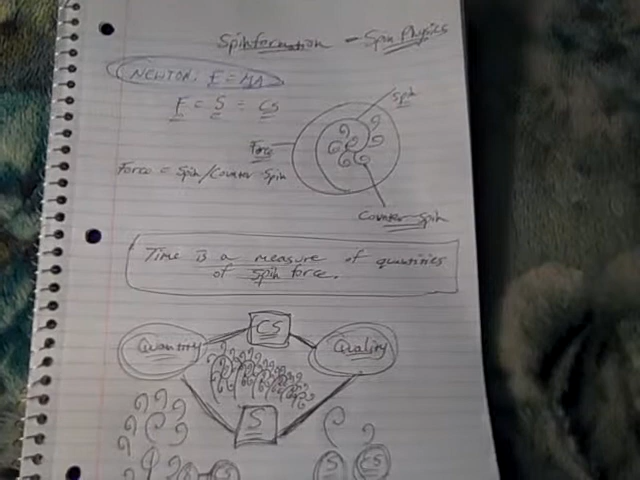 Spinformation - Spin Physics
NEWTON: F = MA
F = S = CS
Spin
Force
Force = Spin/Counter Spin
Counter Spin
Time is a measure of quantities
of spin force.
CS
Quantity
Quality
S
S
CS